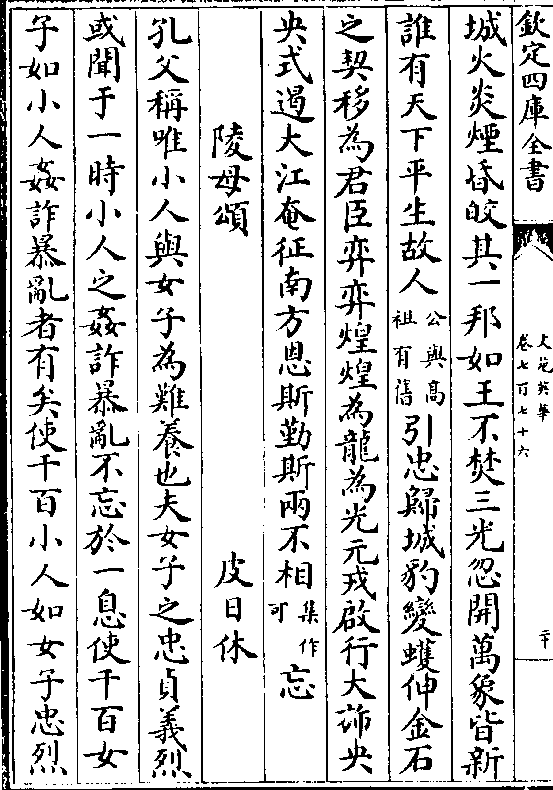 欽定四庫全書
文苑英華
卷七百七十六
二十
城火炎煙昏皎其一邦如王不焚三光忽開萬象皆新
誰有天下平生故人公與高祖有舊引忠歸城豹變蠖伸金石
之契移為君臣弈弈煌煌為龍為光元戎啟行大斾央
央式遏大江奄征南方恩斯勤斯兩不相集作可忘
陵母頌
皮日休
孔父稱唯小人與女子為難養也夫女子之忠貞義烈
或聞于一時小人之姦詐暴亂不忘於一息使千百女
子如小人姦詐暴亂者有矣使千百小人如女子忠烈